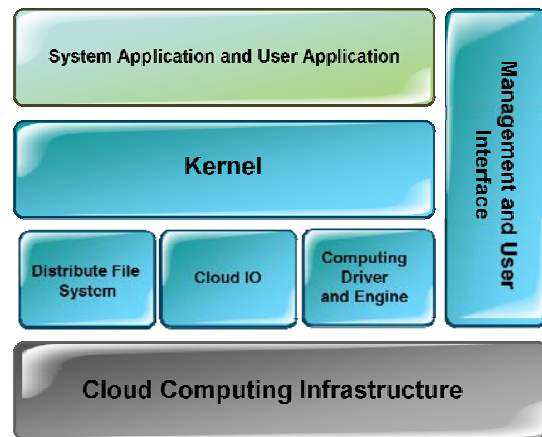 System Application and User Application
Management and User
Interface
Kernel
Distribute File
System
Cloud IO
Computing
Driver
and Engine
Cloud Computing Infrastructure